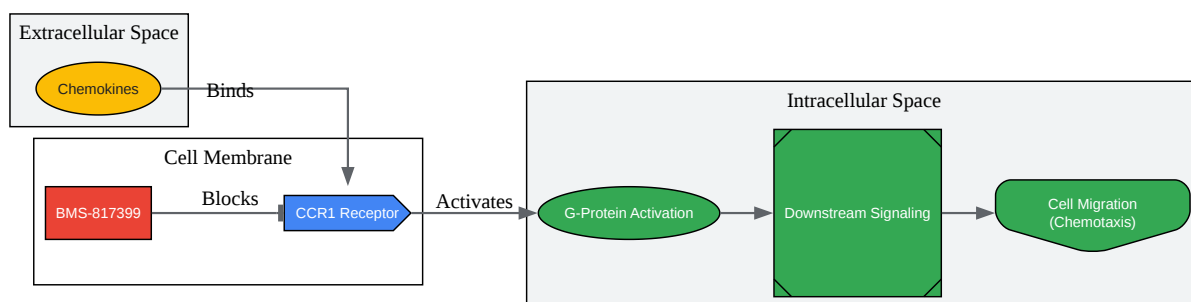 Extracellular Space
Chemokines
Binds
Cell Membrane
BMS-817399
Blocks
CCR1 Receptor
Activates
Intracellular Space
G-Protein Activation
Downstream Signaling
Cell Migration
(Chemotaxis)